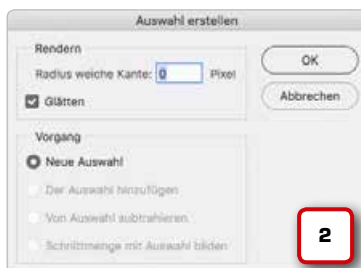 Auswahl erstellen
Rendern
Radius weiche Kante: 0 Pixel
Glätten
OK
Abbrechen
Vorgang
Neue Auswahl
Der Auswahl hinzufügen
Von Auswahl subtrahieren
Schnittmenge mit Auswahl bilden
2